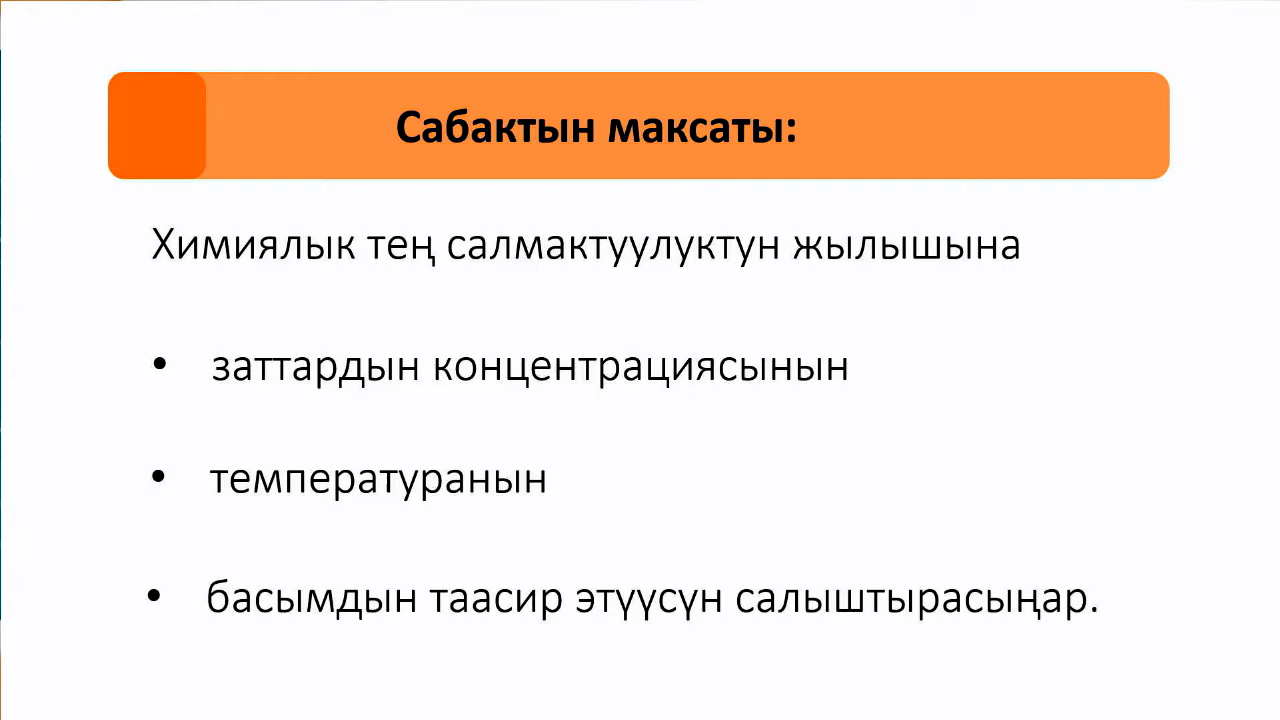 Сабактын максаты:
Химиялык тең салмактуулуктун жылышына
• заттардын концентрациясынын
• температуранын
• басымдын таасир этүүсүн салыштырасыңар.